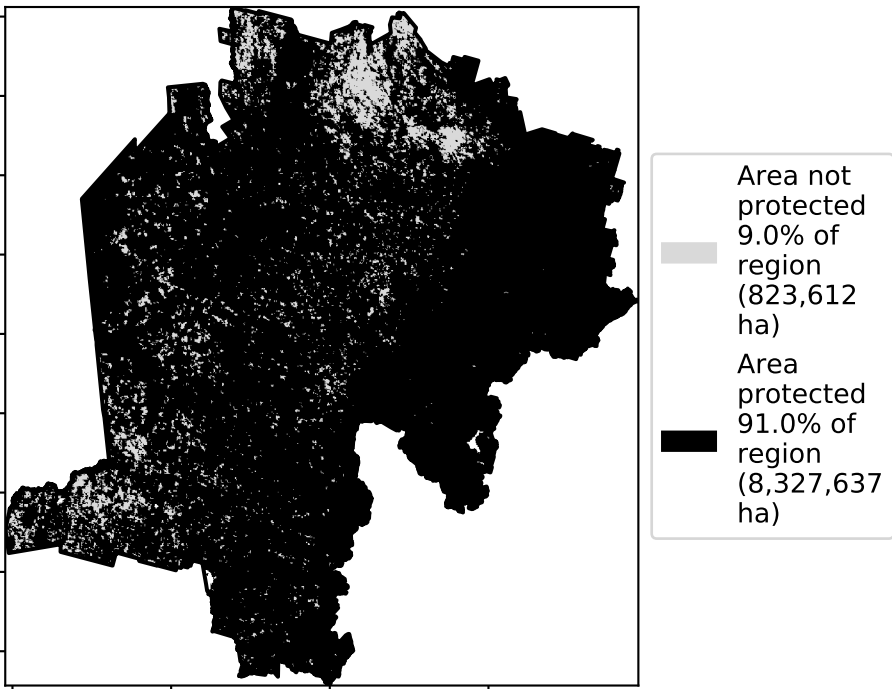 Area not
protected
9.0% of
region
(823,612
ha)
Area
protected
91.0% of
region
(8,327,637
ha)